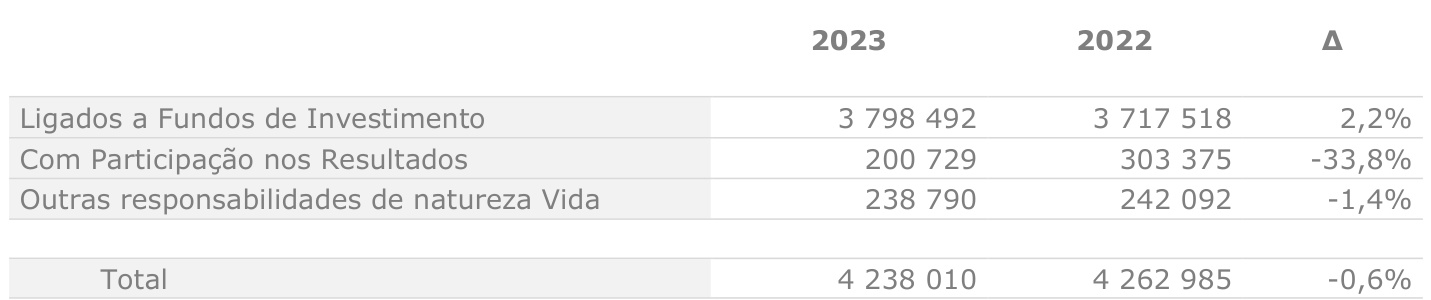 2023 2022 Δ
Ligados a Fundos de Investimento 3 798 492 3 717 518 2,2%
Com Participação nos Resultados 200 729 303 375 -33,8%
Outras responsabilidades de natureza Vida 238 790 242 092 -1,4%
Total 4 238 010 4 262 985 -0,6%